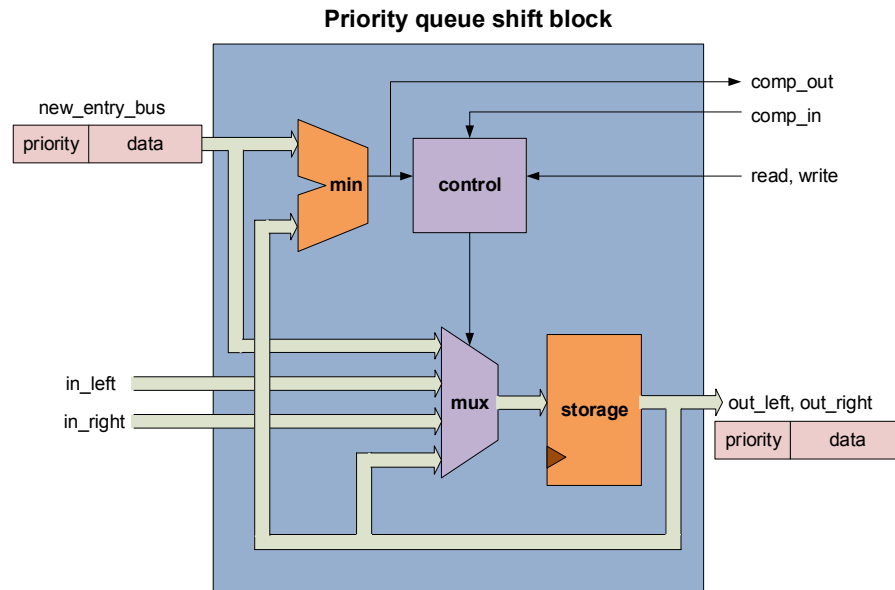 Priority queue shift block
new_entry_bus
priority data
comp_out
comp_in
min
control
read, write
in_left
in_right
mux
storage
out_left, out_right
priority data